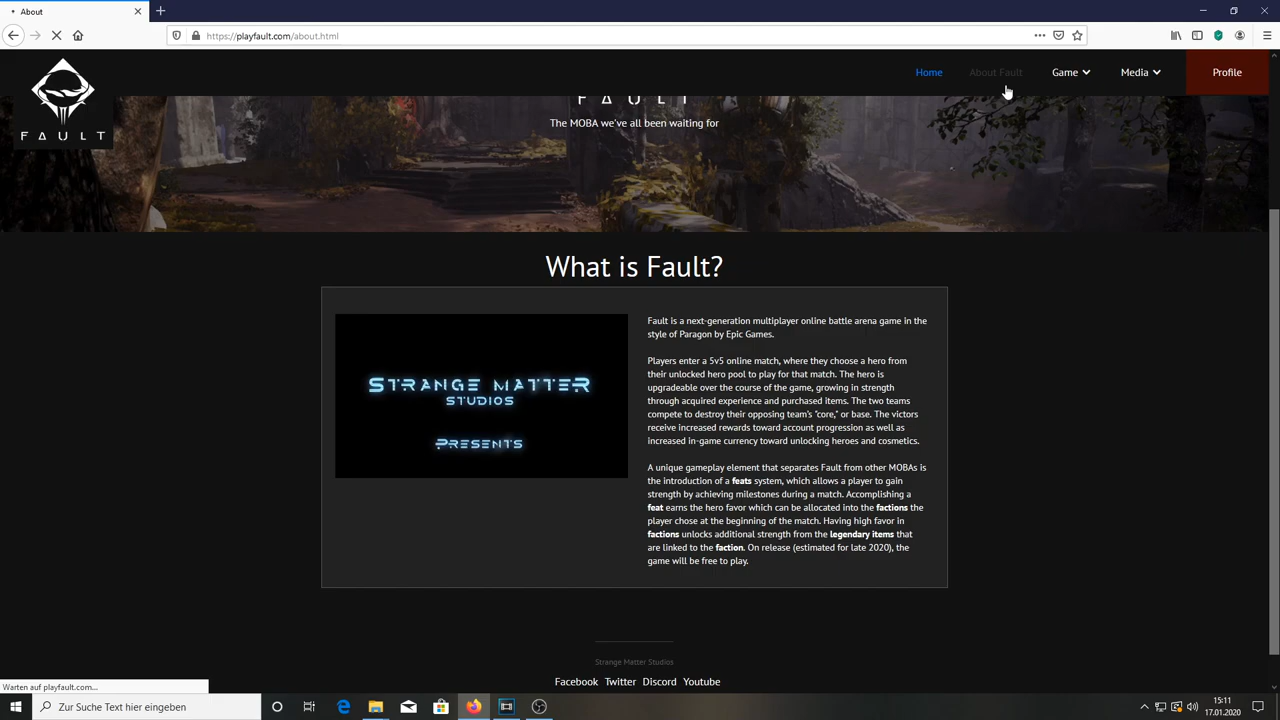 About
https://playfault.com/about.html
FAULT
Home
About Fault
Game
Media
Profile
FAULT
The MOBA we've all been waiting for
What is Fault?
STRANGE MATTER
STUDIOS
PRESENTS
Fault is a next-generation multiplayer online battle arena game in the
style of Paragon by Epic Games.
Players enter a 5v5 online match, where they choose a hero from
their unlocked hero pool to play for that match. The hero is
upgradeable over the course of the game, growing in strength
through acquired experience and purchased items. The two teams
compete to destroy their opposing team's "core," or base. The victors
receive increased rewards toward account progression as well as
increased in-game currency toward unlocking heroes and cosmetics.
A unique gameplay element that separates Fault from other MOBAs is
the introduction of a feats system, which allows a player to gain
strength by achieving milestones during a match. Accomplishing a
feat earns the hero favor which can be allocated into the factions the
player chose at the beginning of the match. Having high favor in
factions unlocks additional strength from the legendary items that
are linked to the faction. On release (estimated for late 2020), the
game will be free to play.
Strange Matter Studios
Facebook Twitter Discord Youtube
Warten auf playfault.com...
Zur Suche Text hier eingeben
15:11
17.01.2020